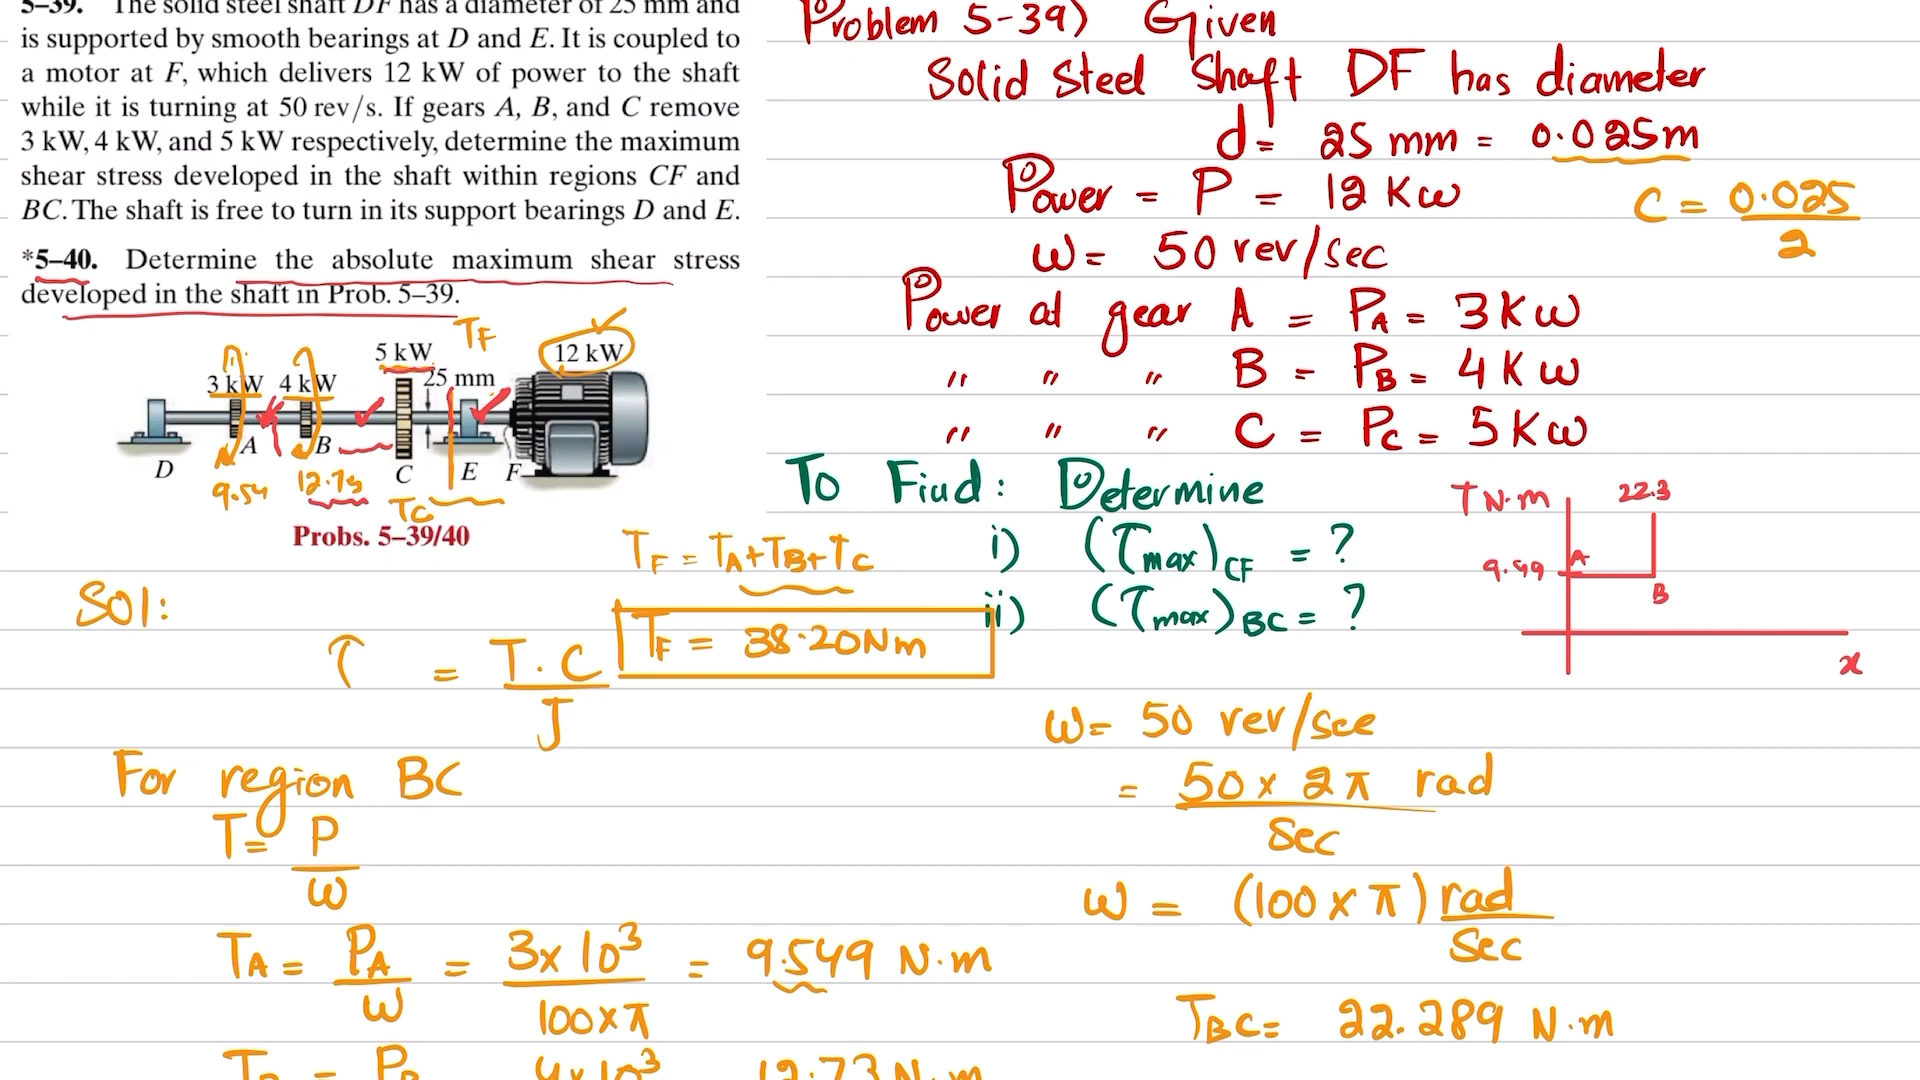 5–39. The solid steel shaft DF has a diameter of 25 mm and
is supported by smooth bearings at D and E. It is coupled to
a motor at F, which delivers 12 kW of power to the shaft
while it is turning at 50 rev/s. If gears A, B, and C remove
3 kW, 4 kW, and 5 kW respectively, determine the maximum
shear stress developed in the shaft within regions CF and
BC. The shaft is free to turn in its support bearings D and E.
*5–40. Determine the absolute maximum shear stress
developed in the shaft in Prob. 5–39.
TF
3 kW 4 kW 5 kW 25 mm 12 kW
A B
D C E F
9.54 12.73
TC
Probs. 5–39/40
Problem 5-39) Given
Solid Steel Shaft DF has diameter
d= 25 mm = 0.025m
Power = P = 12 Kw
C = 0.025
2
ω= 50 rev/sec
Power at gear A = PA = 3Kw
" " " B = PB = 4Kw
" " " C = PC = 5Kw
To Find: Determine
i) (τmax)CF = ?
ii) (τmax)BC = ?
T N.m 22.3
9.49 A
B
x
TF = TA+TB+TC
TF = 38.20Nm
Sol:
τ = T.C
J
For region BC
T= P
ω
TA = PA = 3x10³ = 9.549 N.m
ω 100xπ
4x10³ 12.73 N.m
ω= 50 rev/sec
= 50 x 2π rad
Sec
ω = (100 x π) rad
Sec
TBC= 22.289 N.m